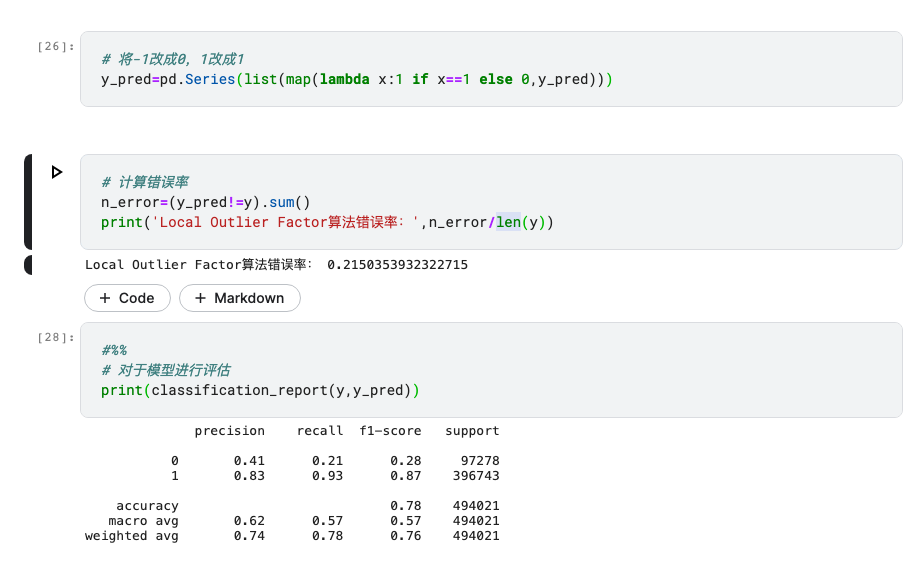 [26]:
# 将-1改成0，1改成1
y_pred=pd.Series(list(map(lambda x:1 if x==1 else 0,y_pred)))
# 计算错误率
n_error=(y_pred!=y).sum()
print('Local Outlier Factor算法错误率：',n_error/len(y))
Local Outlier Factor算法错误率： 0.2150353932322715
+ Code + Markdown
[28]:
#%%
# 对于模型进行评估
print(classification_report(y,y_pred))
precision recall f1-score support
0 0.41 0.21 0.28 97278
1 0.83 0.93 0.87 396743
accuracy 0.78 494021
macro avg 0.62 0.57 0.57 494021
weighted avg 0.74 0.78 0.76 494021